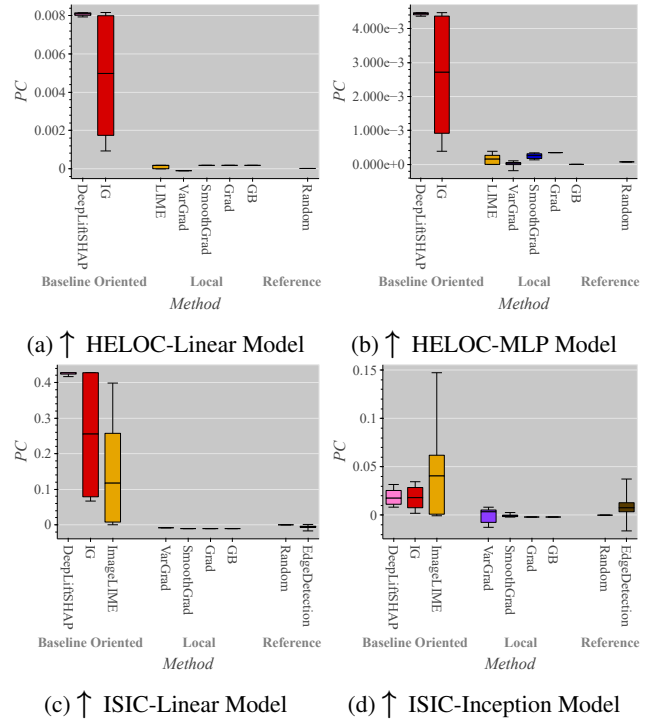 0.008
0.006
0.004
0.002
0
PC
DeepLiftSHAP
IG
LIME
VarGrad
SmoothGrad
Grad
GB
Random
Baseline Oriented
Local
Reference
Method
(a) ↑ HELOC-Linear Model
4.000e−3
3.000e−3
2.000e−3
1.000e−3
0.000e+0
PC
DeepLiftSHAP
IG
LIME
VarGrad
SmoothGrad
Grad
GB
Random
Baseline Oriented
Local
Reference
Method
(b) ↑ HELOC-MLP Model
0.4
0.3
0.2
0.1
0
PC
DeepLiftSHAP
IG
ImageLIME
VarGrad
SmoothGrad
Grad
GB
Random
EdgeDetection
Baseline Oriented
Local
Reference
Method
(c) ↑ ISIC-Linear Model
0.15
0.1
0.05
0
PC
DeepLiftSHAP
IG
ImageLIME
VarGrad
SmoothGrad
Grad
GB
Random
EdgeDetection
Baseline Oriented
Local
Reference
Method
(d) ↑ ISIC-Inception Model